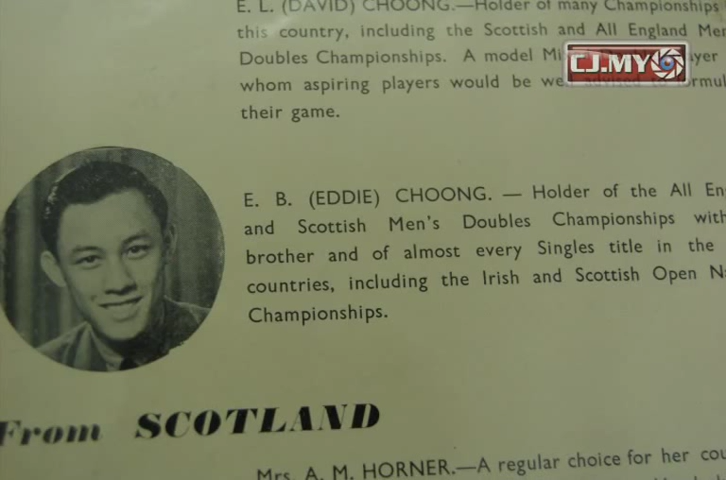 E. L. (DAVID) CHOONG.—Holder of many Championships
this country, including the Scottish and All England Men
Doubles Championships. A model
whom aspiring players would be
their game.
CJ.MY
E. B. (EDDIE) CHOONG. — Holder of the All
and Scottish Men's Doubles Championships with
brother and of almost every Singles title in the
countries, including the Irish and Scottish Open
Championships.
From SCOTLAND
Mrs. A. M. HORNER.—A regular choice for her